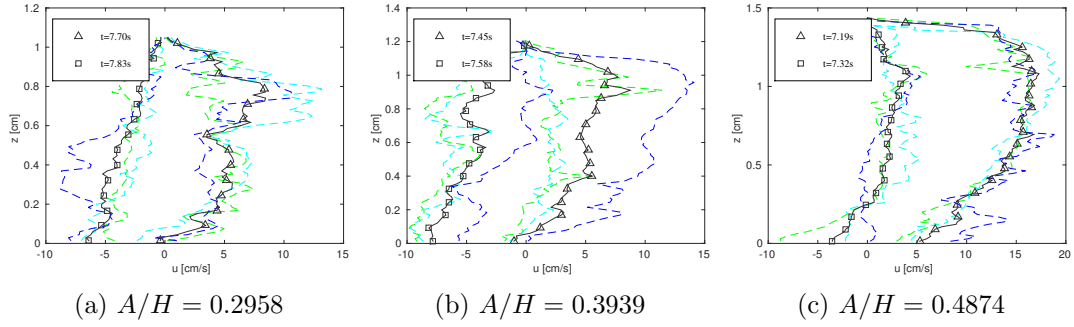 1.2
1
0.8
0.6
0.4
0.2
0
z [cm]
-10 -5 0 5 10 15
u [cm/s]
t=7.70s
t=7.83s
(a) A/H = 0.2958
1.4
1.2
1
0.8
0.6
0.4
0.2
0
z [cm]
-10 -5 0 5 10 15
u [cm/s]
t=7.45s
t=7.58s
(b) A/H = 0.3939
1.5
1
0.5
0
z [cm]
-10 -5 0 5 10 15 20
u [cm/s]
t=7.19s
t=7.32s
(c) A/H = 0.4874